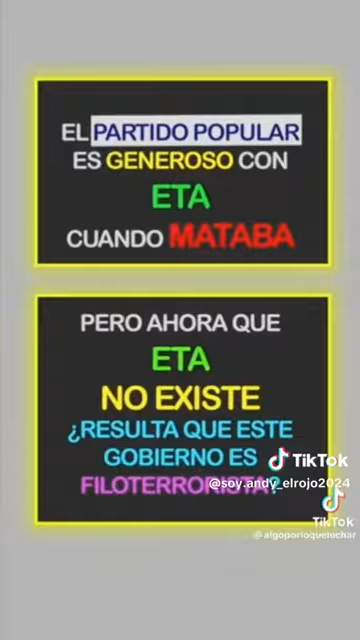 EL PARTIDO POPULAR
ES GENEROSO CON
ETA
CUANDO MATABA
PERO AHORA QUE
ETA
NO EXISTE
¿RESULTA QUE ESTE
GOBIERNO ES
FILOTERRORISTA?
TikTok
@soy.andy_elrojo2024
TikTok
@algoporloqueluchar